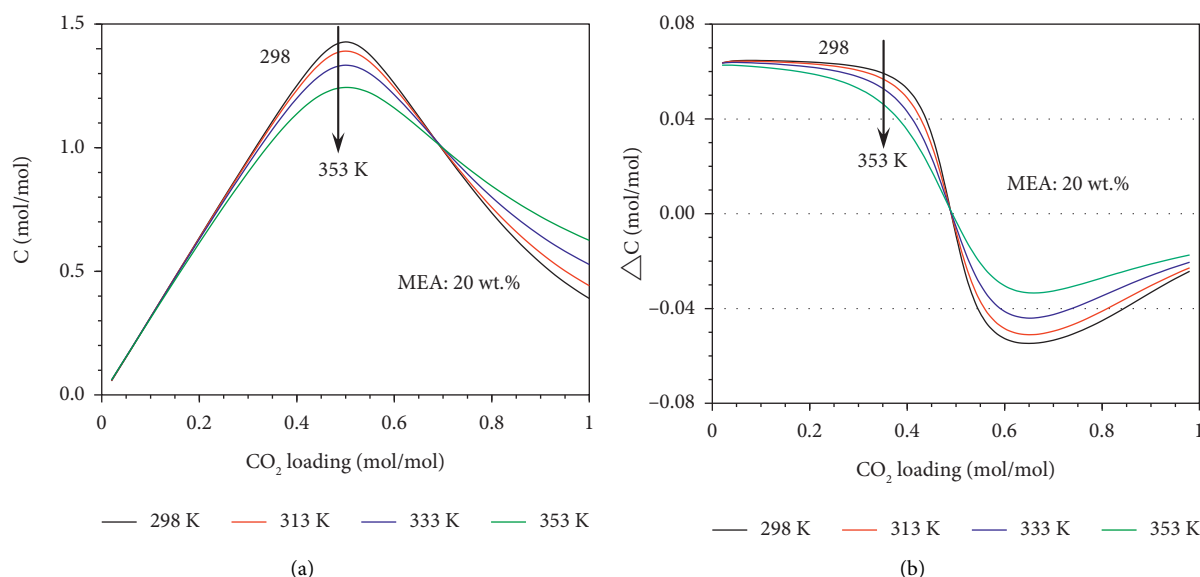 1.5
1.0
0.5
0.0
C (mol/mol)
298
353 K
MEA: 20 wt.%
0 0.2 0.4 0.6 0.8 1
CO₂ loading (mol/mol)
298 K 313 K 333 K 353 K
(a)
0.08
0.04
0.00
−0.04
−0.08
△C (mol/mol)
298
353 K
MEA: 20 wt.%
0 0.2 0.4 0.6 0.8 1
CO₂ loading (mol/mol)
298 K 313 K 333 K 353 K
(b)